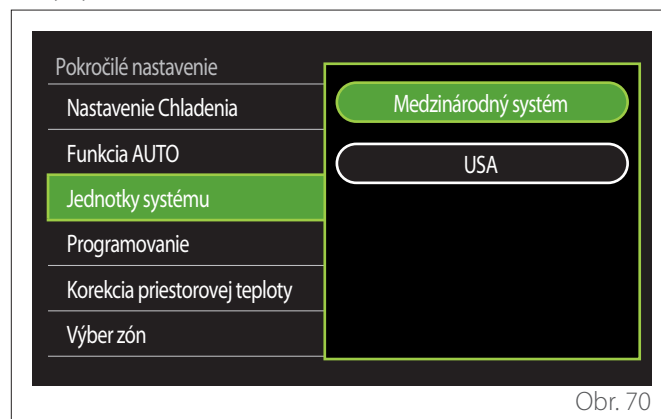 Pokročilé nastavenie
Nastavenie Chladenia
Funkcia AUTO
Jednotky systému
Programovanie
Korekcia priestorovej teploty
Výber zón
Medzinárodný systém
USA
Obr. 70